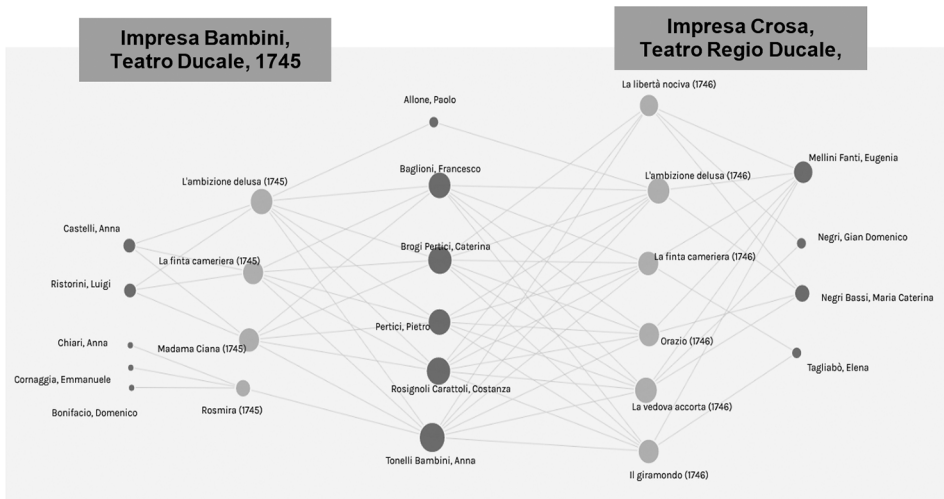 Impresa Bambini,
Teatro Ducale, 1745
Impresa Crosa,
Teatro Regio Ducale,
Castelli, Anna
Ristorini, Luigi
Chiari, Anna
Cornaggia, Emmanuele
Bonifacio, Domenico
L'ambizione delusa (1745)
La finta cameriera (1745)
Madama Ciana (1745)
Rosmira (1745)
Allone, Paolo
Baglioni, Francesco
Brogi Pertici, Caterina
Pertici, Pietro
Rosignoli Carattoli, Costanza
Tonelli Bambini, Anna
La libertà nociva (1746)
L'ambizione delusa (1746)
La finta cameriera (1746)
Orazio (1746)
La vedova accorta (1746)
Il giramondo (1746)
Mellini Fanti, Eugenia
Negri, Gian Domenico
Negri Bassi, Maria Caterina
Tagliabò, Elena